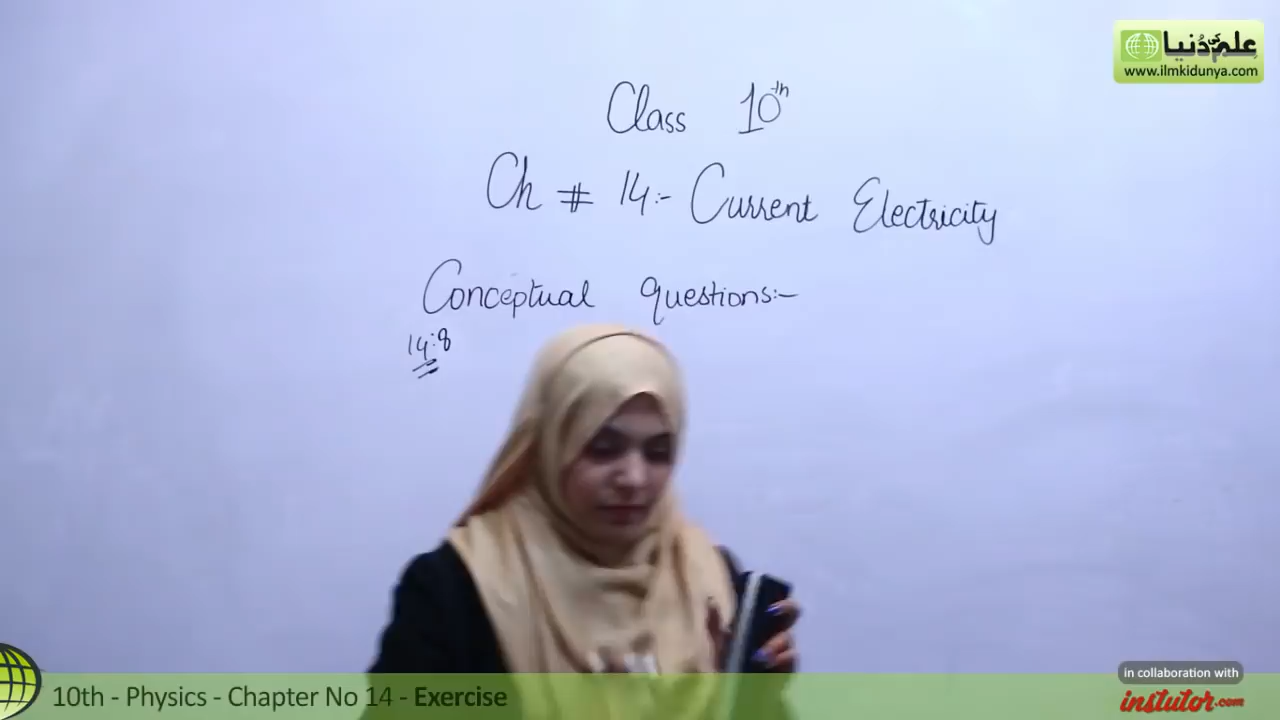 علم کی دُنیا
www.ilmkidunya.com
Class 10th
Ch # 14:- Current Electricity
Conceptual questions:-
14:8
in collaboration with
instutor.com
10th - Physics - Chapter No 14 - Exercise